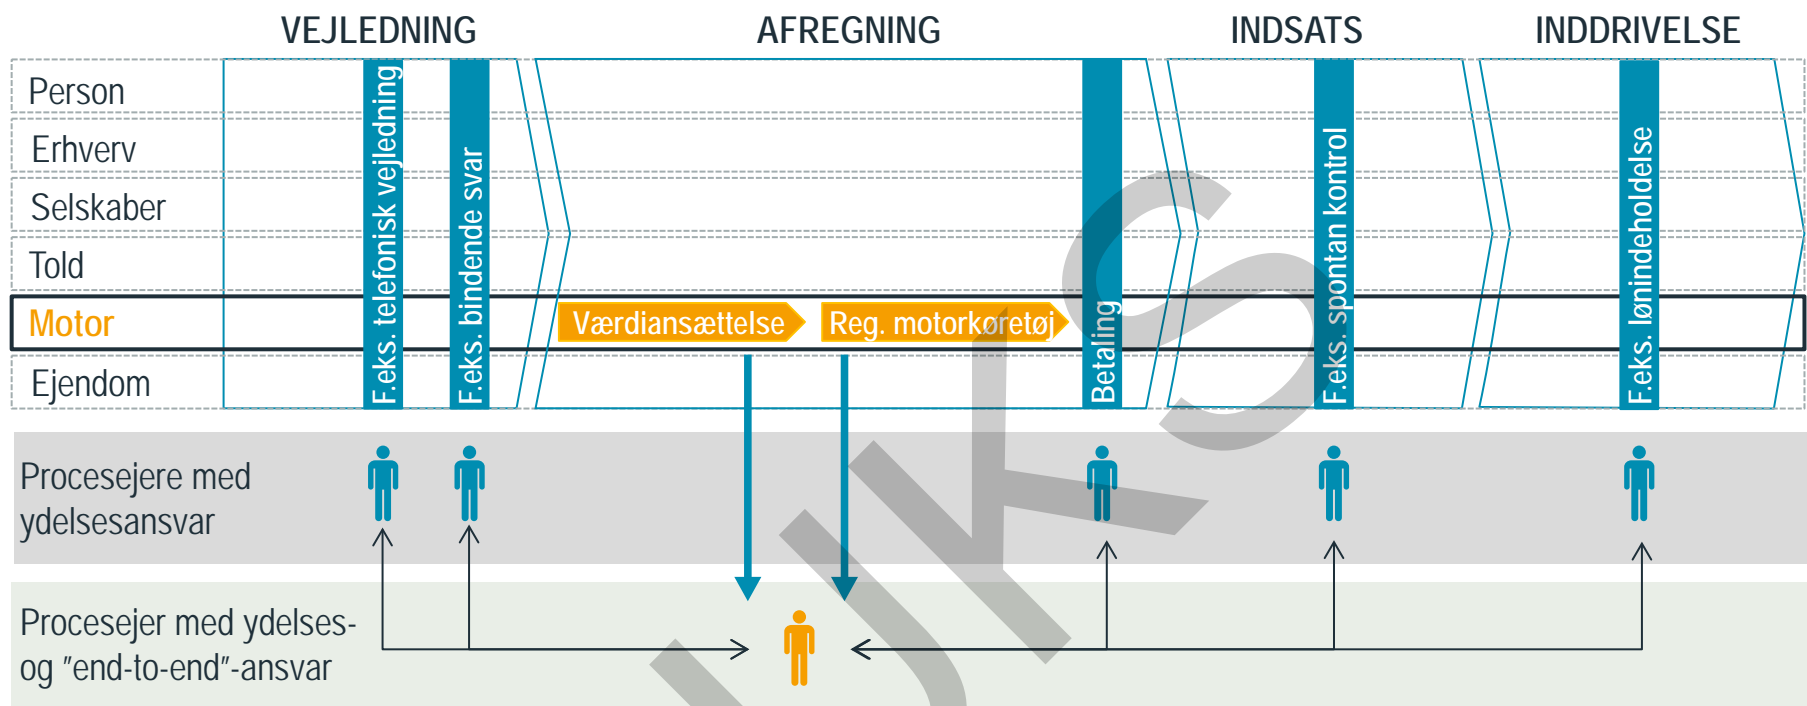 VEJLEDNING
AFREGNING
INDSATS
INDDRIVELSE
Person
Erhverv
Selskaber
Told
Motor
Ejendom
F.eks. telefonisk vejledning
F.eks. bindende svar
Værdiansættelse
Reg. motorkøretøj
Betaling
F.eks. spontan kontrol
F.eks. lønindeholdelse
Procesejere med
ydelsesansvar
Procesejer med ydelses-
og ”end-to-end”-ansvar